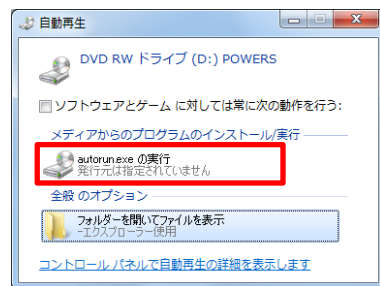 自動再生
DVD RW ドライブ (D:) POWERS
ソフトウェアとゲーム に対しては常に次の動作を行う:
メディアからのプログラムのインストール/実行
autorun.exe の実行
発行元は指定されていません
全般 のオプション
フォルダーを開いてファイルを表示
-エクスプローラー使用
コントロール パネルで自動再生の詳細を表示します